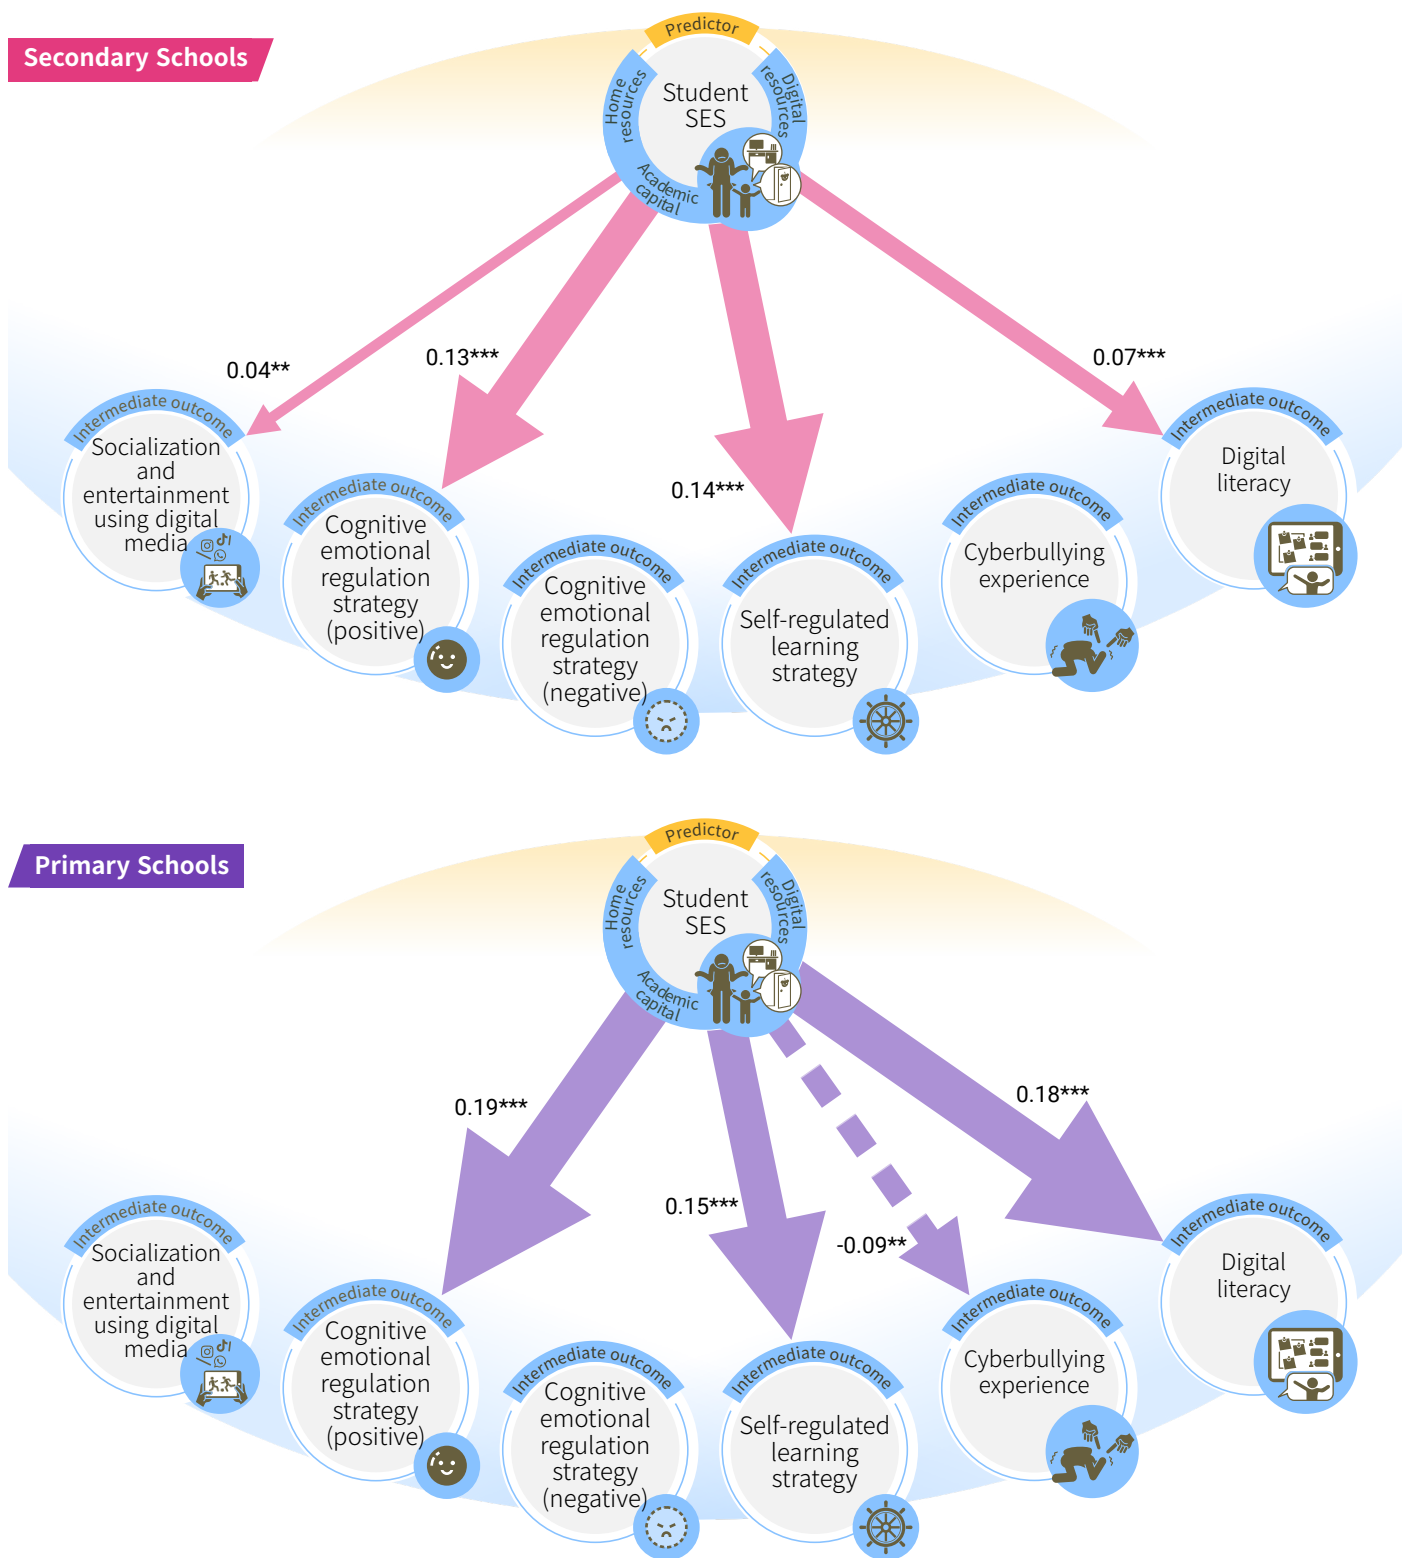 Secondary Schools
Predictor
Student
SES
Home
resources
Digital
resources
Academic
capital
0.04**
0.13***
0.14***
0.07***
Intermediate outcome
Socialization
and
entertainment
using digital
media
Intermediate outcome
Cognitive
emotional
regulation
strategy
(positive)
Intermediate outcome
Cognitive
emotional
regulation
strategy
(negative)
Intermediate outcome
Self-regulated
learning
strategy
Intermediate outcome
Cyberbullying
experience
Intermediate outcome
Digital
literacy
Primary Schools
Predictor
Student
SES
Home
resources
Digital
resources
Academic
capital
0.19***
0.15***
-0.09**
0.18***
Intermediate outcome
Socialization
and
entertainment
using digital
media
Intermediate outcome
Cognitive
emotional
regulation
strategy
(positive)
Intermediate outcome
Cognitive
emotional
regulation
strategy
(negative)
Intermediate outcome
Self-regulated
learning
strategy
Intermediate outcome
Cyberbullying
experience
Intermediate outcome
Digital
literacy